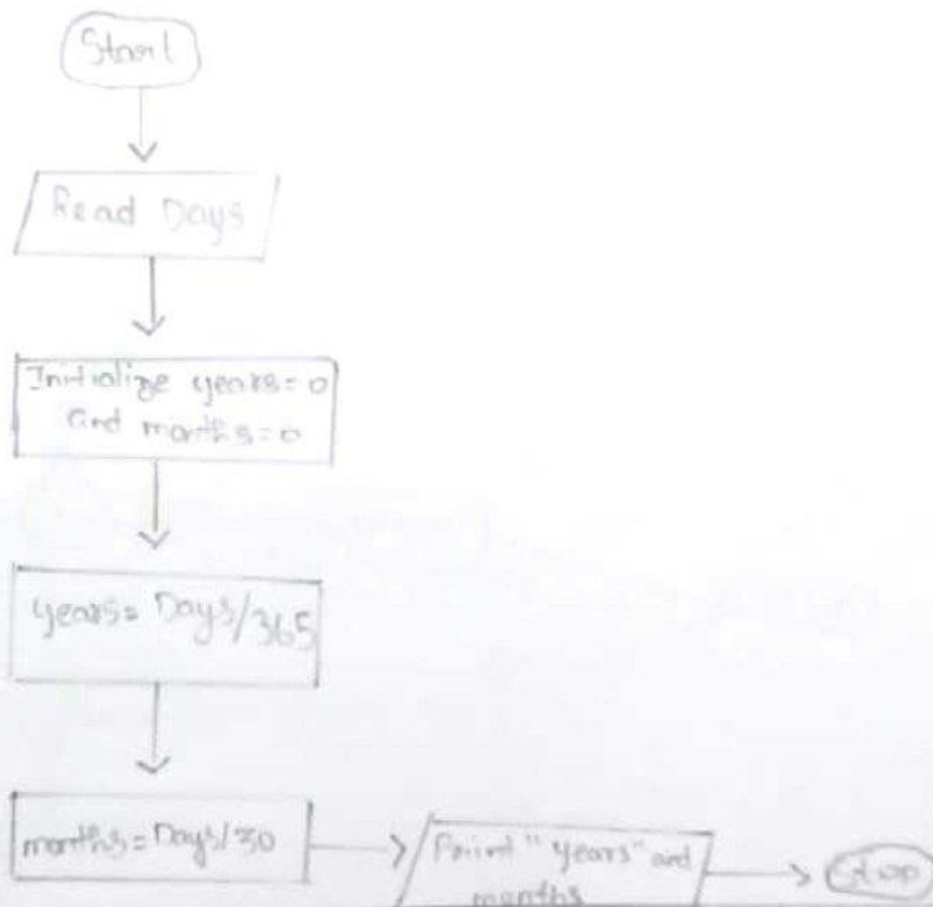 Start
Read Days
Initialize years=0
and months=0
years= Days/365
months= Days/30
Print "years" and
months
Stop